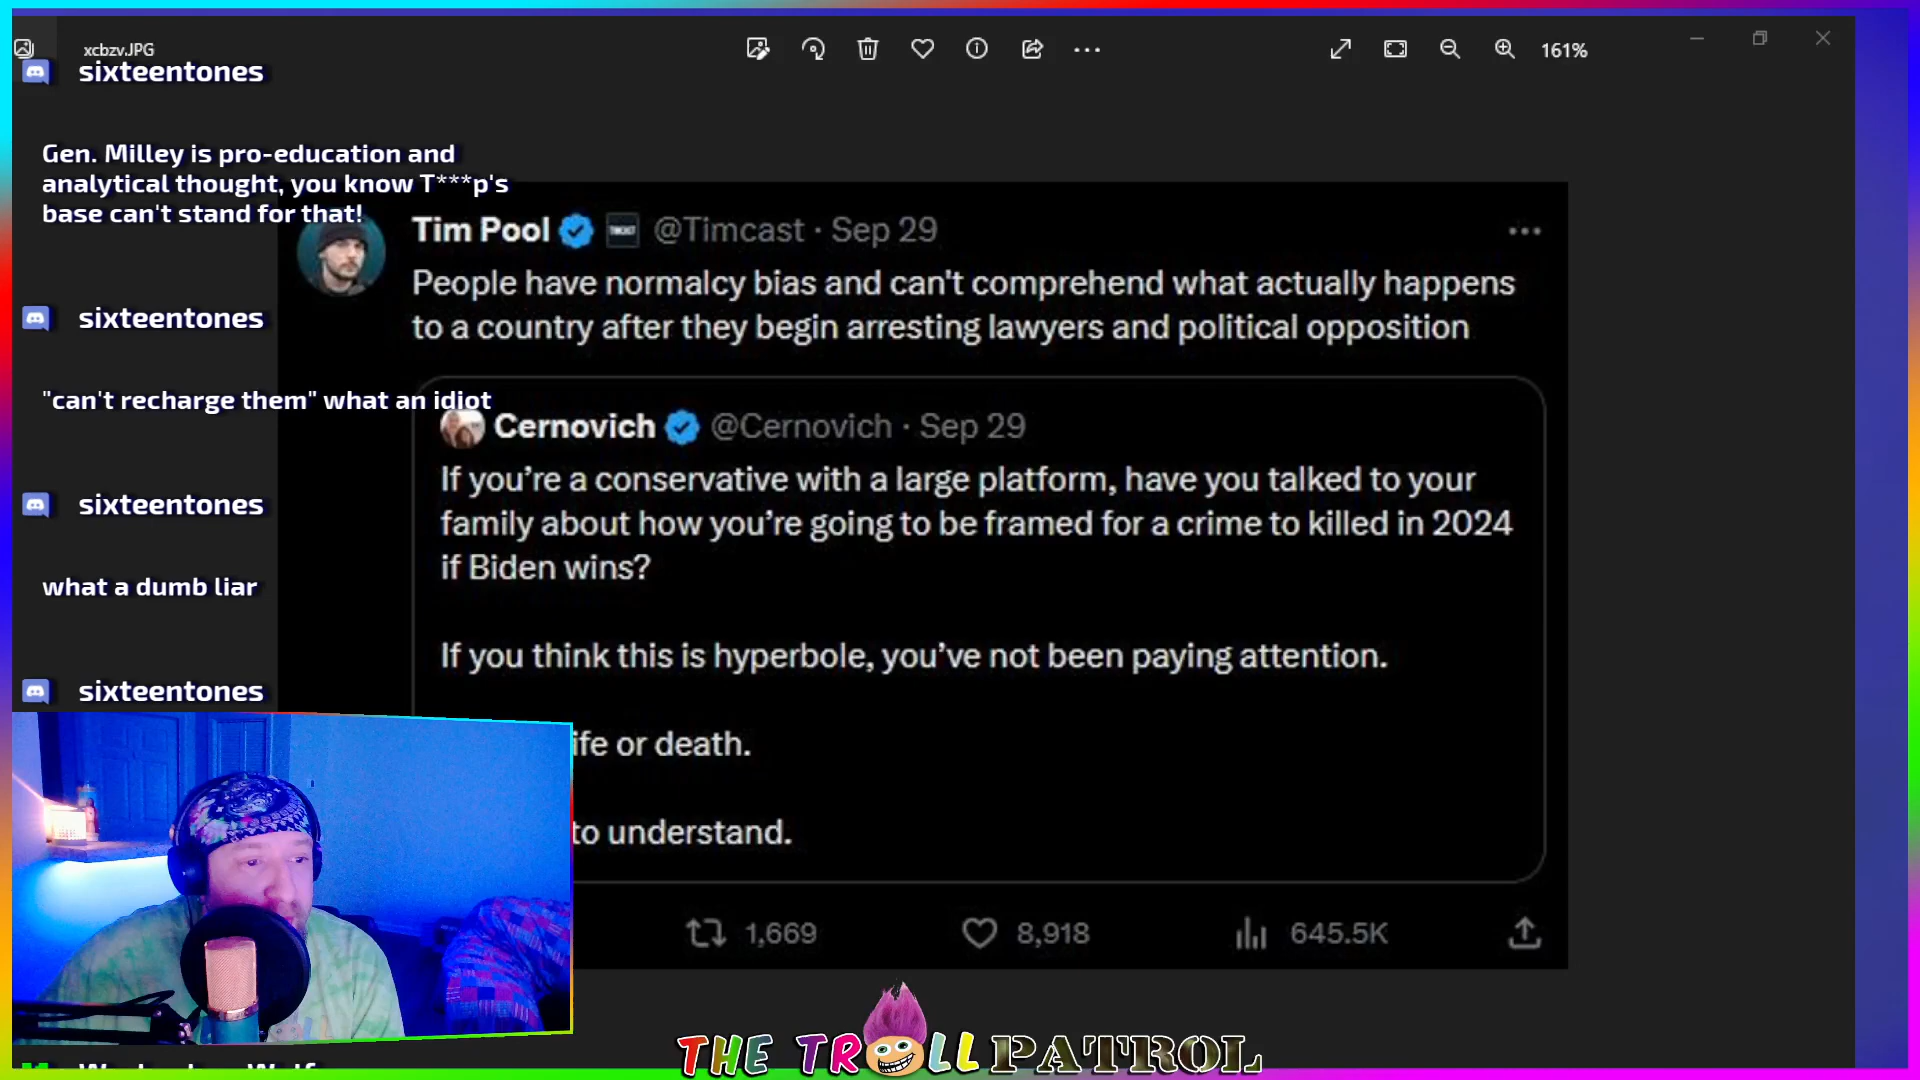 xcbzv.JPG
161%
sixteentones
Gen. Milley is pro-education and
analytical thought, you know T***p's
base can't stand for that!
sixteentones
"can't recharge them" what an idiot
sixteentones
what a dumb liar
sixteentones
Tim Pool @Timcast · Sep 29
People have normalcy bias and can't comprehend what actually happens
to a country after they begin arresting lawyers and political opposition
Cernovich @Cernovich · Sep 29
If you're a conservative with a large platform, have you talked to your
family about how you're going to be framed for a crime to killed in 2024
if Biden wins?
If you think this is hyperbole, you've not been paying attention.
ife or death.
to understand.
1,669 8,918 645.5K
THE TROLL PATROL